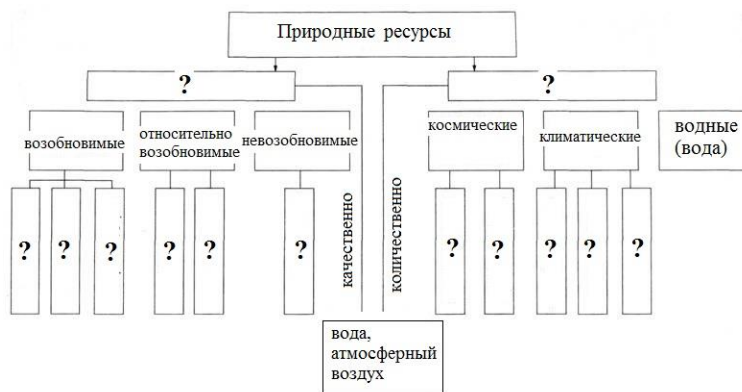 Природные ресурсы
?
?
возобновимые
относительно
возобновимые
невозобновимые
космические
климатические
водные
(вода)
? ? ? ? ? ? ? ? ? ? ?
качественно
количественно
вода,
атмосферный
воздух